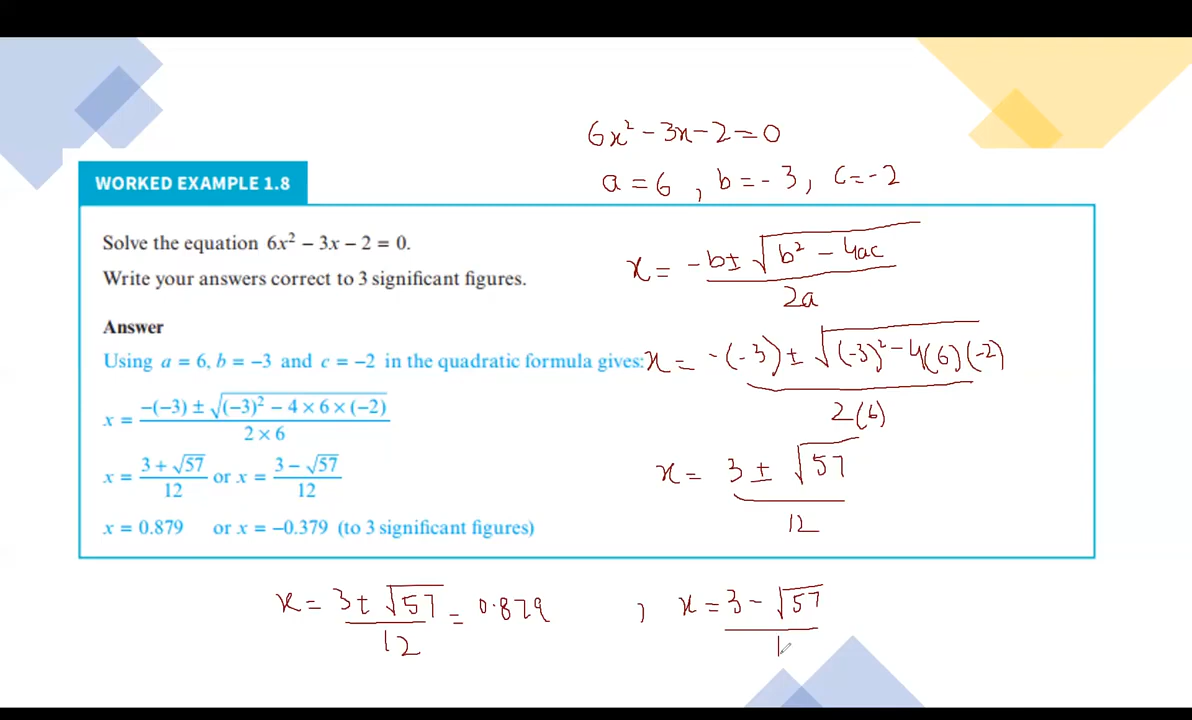 6x² - 3x - 2 = 0
a = 6 , b = - 3 , c = - 2
WORKED EXAMPLE 1.8
Solve the equation 6x² − 3x − 2 = 0.
Write your answers correct to 3 significant figures.
Answer
Using a = 6, b = −3 and c = −2 in the quadratic formula gives:
x = (−(−3) ± √((−3)² − 4 × 6 × (−2))) / (2 × 6)
x = (3 + √57) / 12 or x = (3 − √57) / 12
x = 0.879 or x = −0.379 (to 3 significant figures)
x = (-b ± √(b² - 4ac)) / 2a
x = (-(-3) ± √((-3)² - 4(6)(-2))) / 2(6)
x = (3 ± √57) / 12
x = (3 ± √57) / 12 = 0.879 , x = (3 - √57) / 1